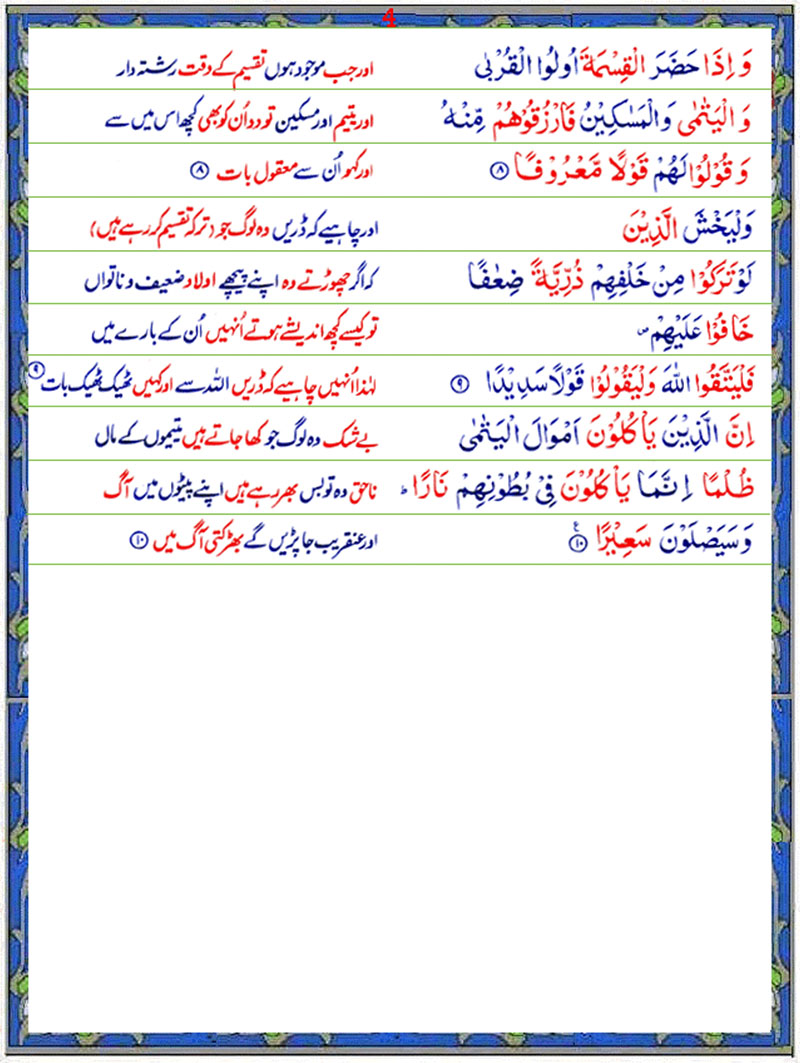 4
وَ اِذَا حَضَرَ الْقِسْمَةَ اُولُوا الْقُرْبٰى اور جب موجود ہوں تقسیم کے وقت رشتہ دار
وَ الْيَتٰمٰى وَالْمَسٰكِيْنُ فَارْزُقُوْهُمْ مِّنْهُ اور یتیم اور مسکین تو دو اُن کو بھی کچھ اس میں سے
وَ قُوْلُوْا لَهُمْ قَوْلًا مَّعْرُوْفًا ۸ اور کہو اُن سے معقول بات ۸
وَلْيَخْشَ الَّذِيْنَ اور چاہیے کہ ڈریں وہ لوگ جو (ترکہ تقسیم کر رہے ہیں)
لَوْ تَرَكُوْا مِنْ خَلْفِهِمْ ذُرِّيَّةً ضِعٰفًا کہ اگر چھوڑتے وہ اپنے پیچھے اولاد ضعیف و ناتواں
خَافُوْا عَلَيْهِمْ ۪ تو کیسے کچھ اندیشے ہوتے اُنہیں اُن کے بارے میں
فَلْيَتَّقُوا اللّٰهَ وَلْيَقُوْلُوْا قَوْلًا سَدِيْدًا ۹ لہٰذا اُنہیں چاہیے کہ ڈریں اللہ سے اور کہیں ٹھیک ٹھیک بات ۹
اِنَّ الَّذِيْنَ يَاْكُلُوْنَ اَمْوَالَ الْيَتٰمٰى بے شک وہ لوگ جو کھا جاتے ہیں یتیموں کے مال
ظُلْمًا اِنَّمَا يَاْكُلُوْنَ فِيْ بُطُوْنِهِمْ نَارًا ؕ ناحق وہ تو بس بھر رہے ہیں اپنے پیٹوں میں آگ
وَ سَيَصْلَوْنَ سَعِيْرًا ۱۰ ع اور عنقریب جا پڑیں گے بھڑکتی آگ میں ۱۰